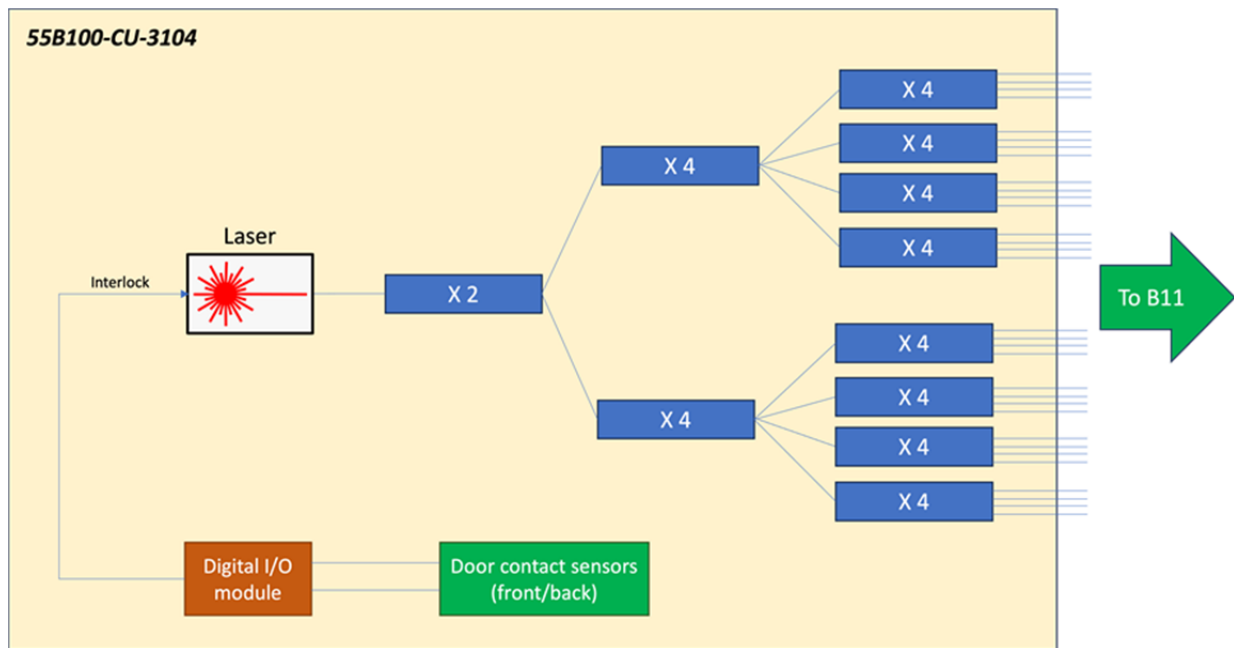 55B100-CU-3104
X 4
X 4
X 4
X 4
X 4
Laser
Interlock
X 2
To B11
X 4
X 4
X 4
X 4
X 4
Digital I/O
module
Door contact sensors
(front/back)